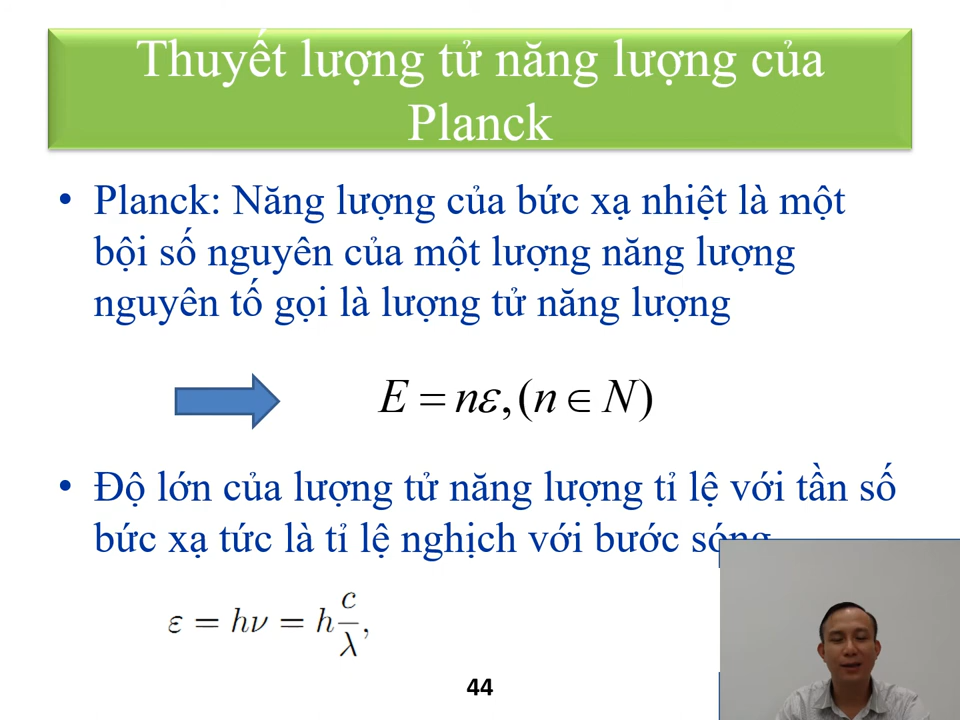 Thuyết lượng tử năng lượng của
Planck
• Planck: Năng lượng của bức xạ nhiệt là một
bội số nguyên của một lượng năng lượng
nguyên tố gọi là lượng tử năng lượng
E = nε, (n ∈ N)
• Độ lớn của lượng tử năng lượng tỉ lệ với tần số
bức xạ tức là tỉ lệ nghịch với bước sóng
ε = hν = h c/λ,
44